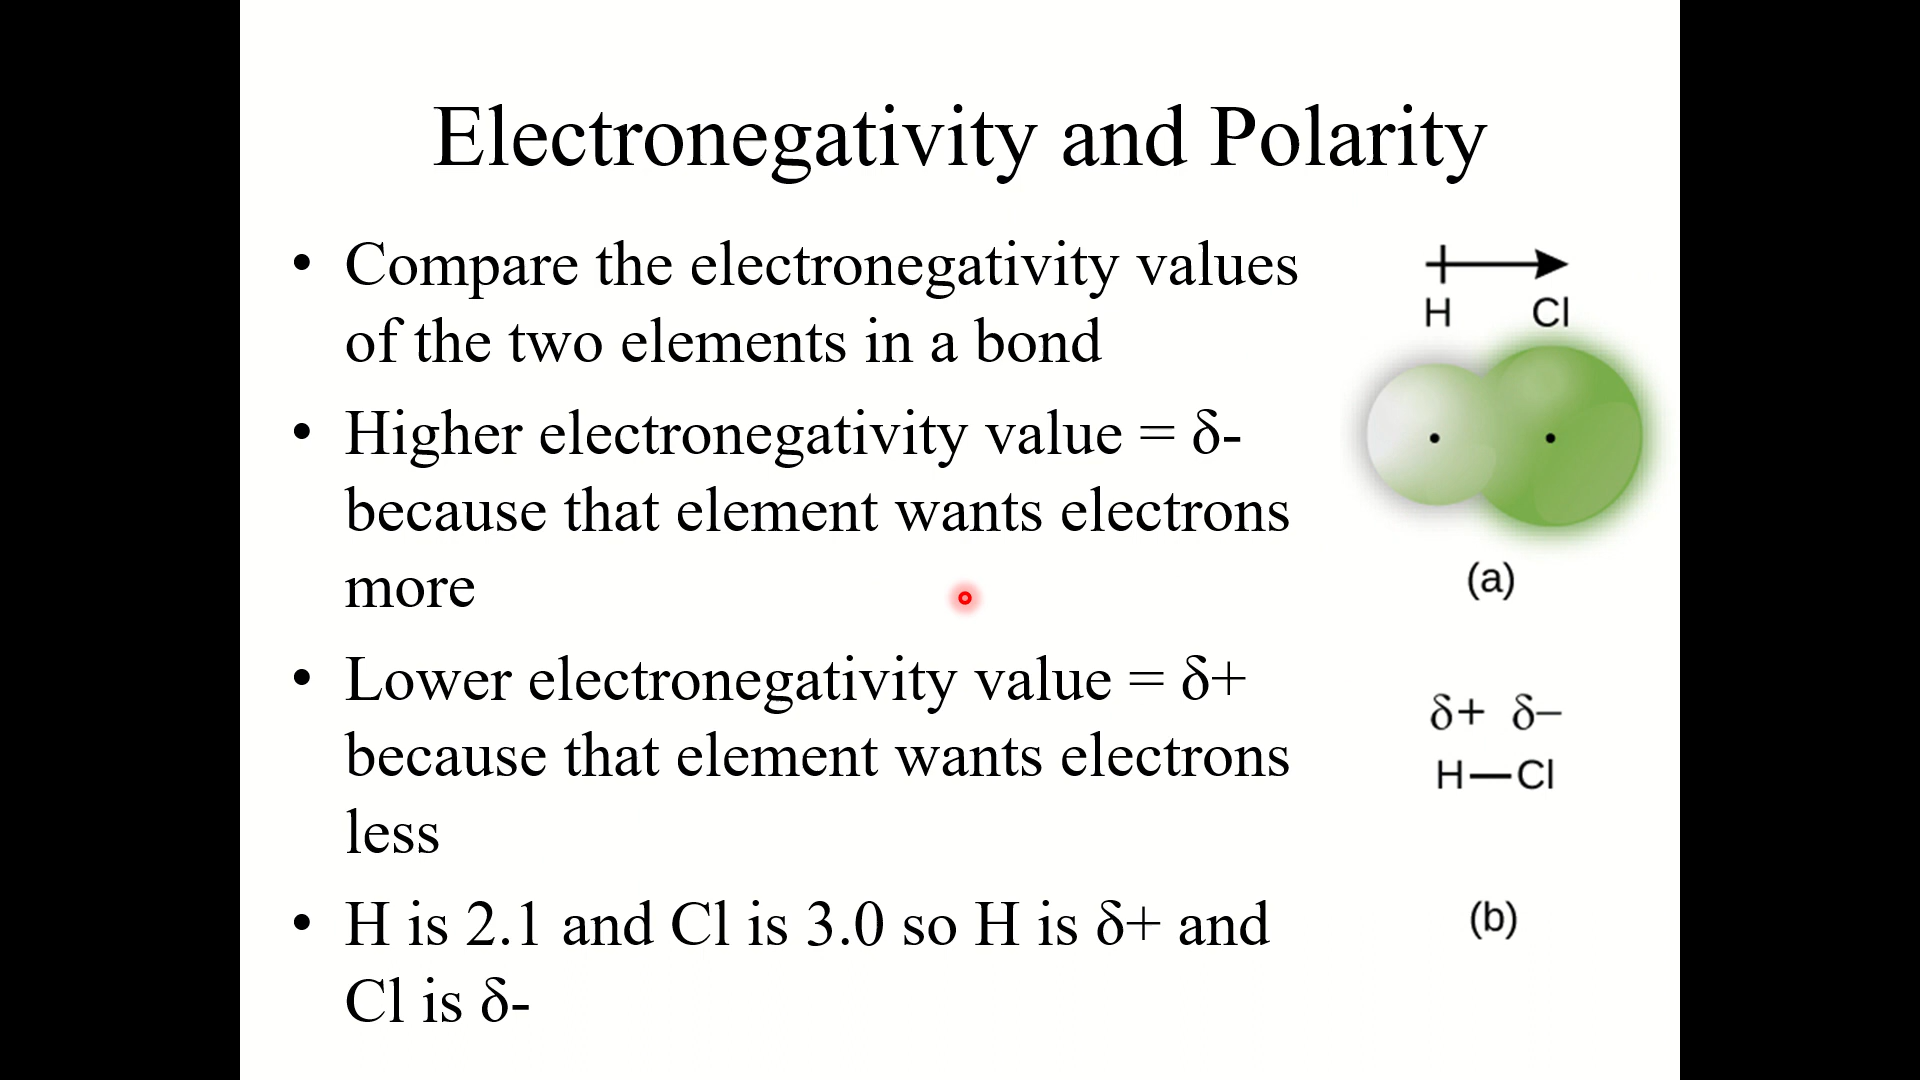 Electronegativity and Polarity
• Compare the electronegativity values
of the two elements in a bond
• Higher electronegativity value = δ-
because that element wants electrons
more
• Lower electronegativity value = δ+
because that element wants electrons
less
• H is 2.1 and Cl is 3.0 so H is δ+ and
Cl is δ-
H Cl
(a)
δ+ δ–
H—Cl
(b)